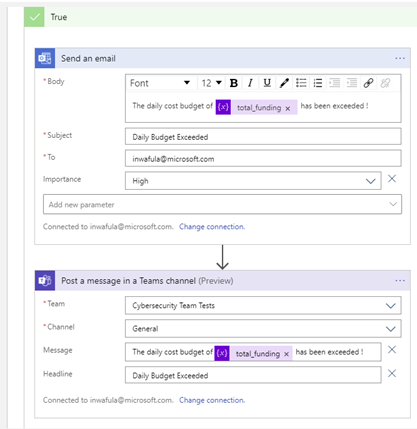 True
Send an email
...
* Body
Font 12 B I U
The daily cost budget of {x} total_funding × has been exceeded !
* Subject Daily Budget Exceeded
* To inwafula@microsoft.com
Importance High
Add new parameter
Connected to inwafula@microsoft.com. Change connection.
Post a message in a Teams channel (Preview)
...
* Team Cybersecurity Team Tests
* Channel General
Message The daily cost budget of {x} total_funding × has been exceeded !
Headline Daily Budget Exceeded
Connected to inwafula@microsoft.com. Change connection.